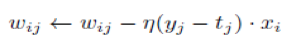 w_{ij} ← w_{ij} − η(y_j − t_j) · x_i